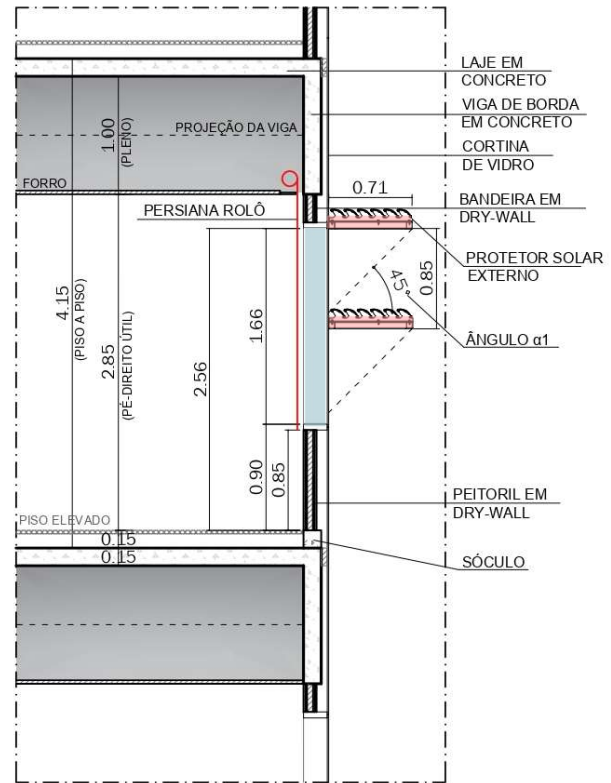 LAJE EM
CONCRETO
VIGA DE BORDA
EM CONCRETO
CORTINA
DE VIDRO
1.00
(PLENO)
PROJEÇÃO DA VIGA
FORRO
PERSIANA ROLÔ
0.71
BANDEIRA EM
DRY-WALL
PROTETOR SOLAR
EXTERNO
0.85
45°
ÂNGULO α1
4.15
(PISO A PISO)
2.85
(PÉ-DIREITO ÚTIL)
2.56
1.66
0.90
0.85
PEITORIL EM
DRY-WALL
PISO ELEVADO
0.15
0.15
SÓCULO